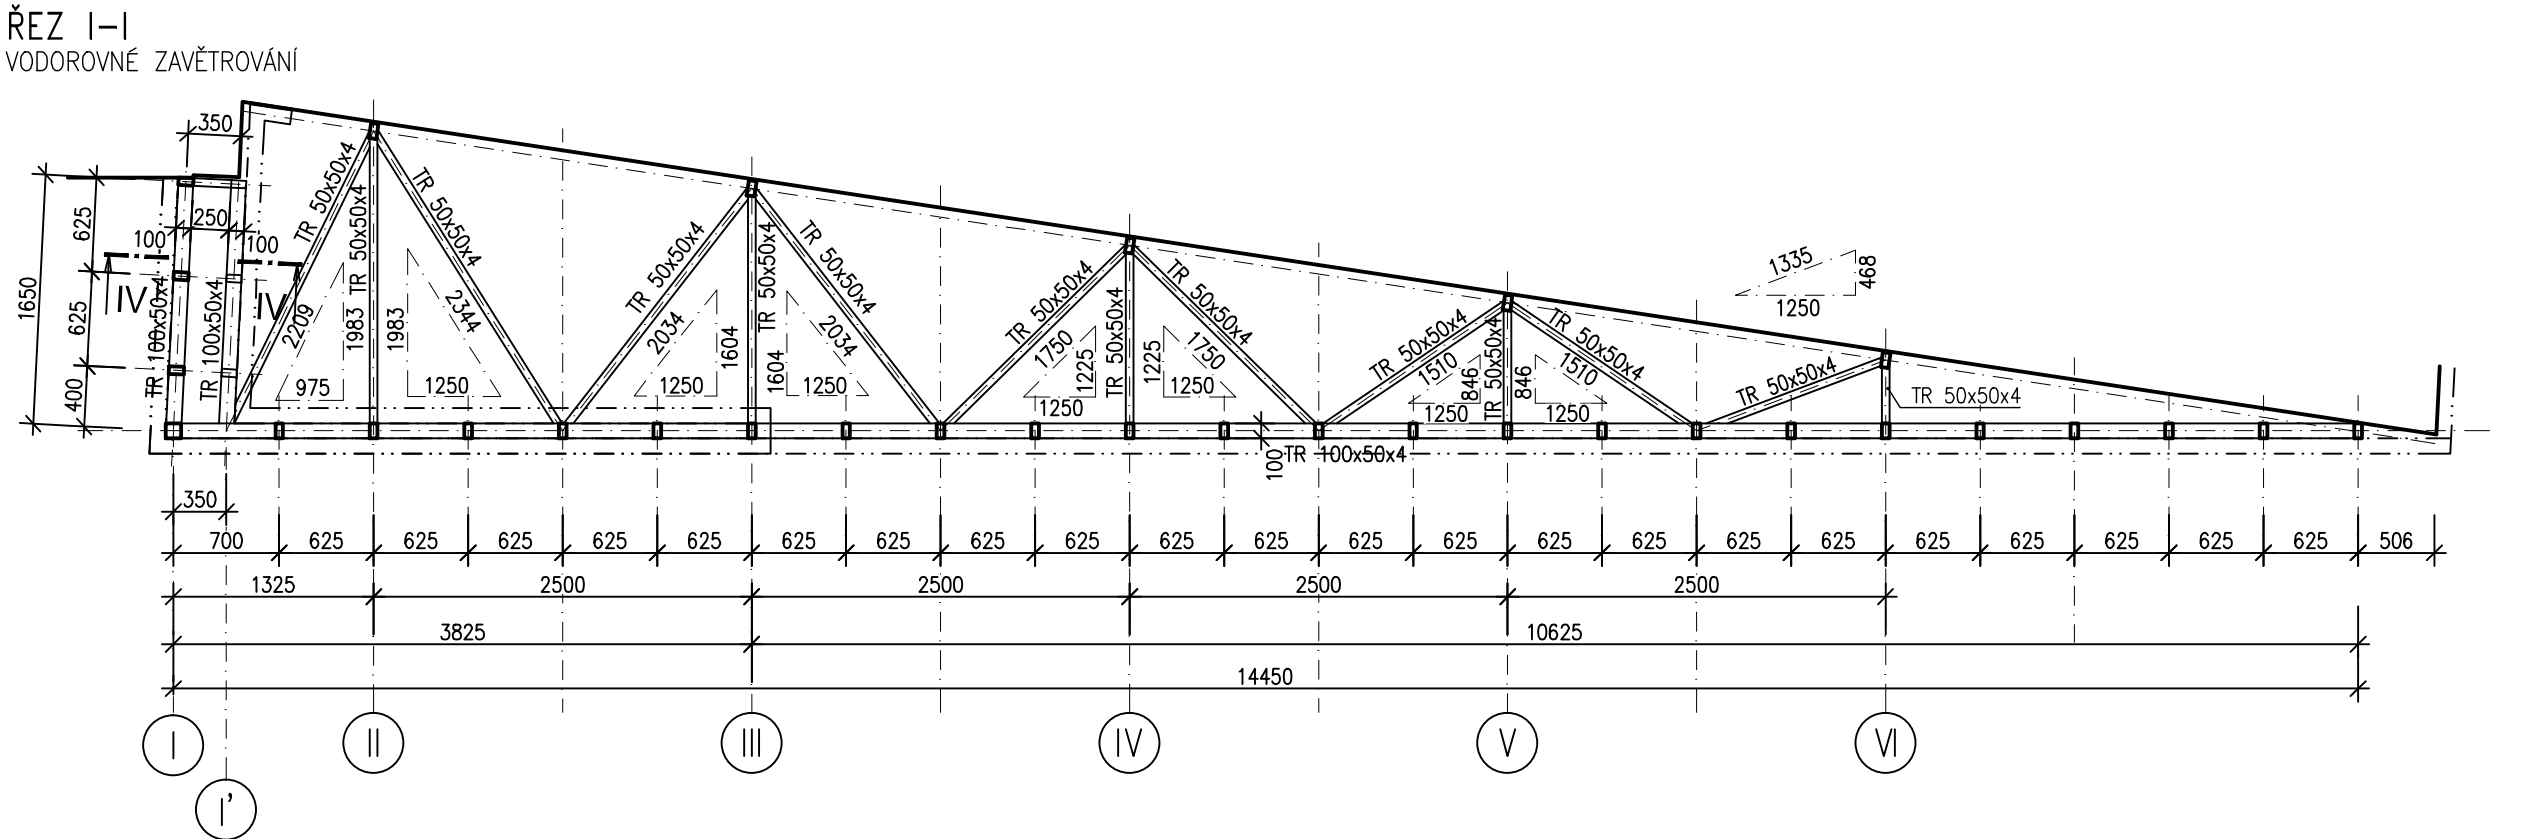 ŘEZ I-I
VODOROVNÉ ZAVĚTROVÁNÍ
350
1650
625
625
400
250
100
100
IV
IV
TR 100x50x4
TR 100x50x4
TR 50x50x4
TR 50x50x4
TR 50x50x4
2209
1983
975
1983
2344
1250
TR 50x50x4
TR 50x50x4
TR 50x50x4
2034
1604
1250
1604
2034
1250
TR 50x50x4
TR 50x50x4
TR 50x50x4
1750
1225
1250
1225
1750
1250
TR 50x50x4
TR 50x50x4
TR 50x50x4
1510
846
1250
846
1510
1250
1335
468
1250
TR 50x50x4
TR 50x50x4
100
TR 100x50x4
350
700 625 625 625 625 625 625 625 625 625 625 625 625 625 625 625 625 625 625 625 625 625 625 506
1325 2500 2500 2500 2500
3825 10625
14450
I II III IV V VI
I'